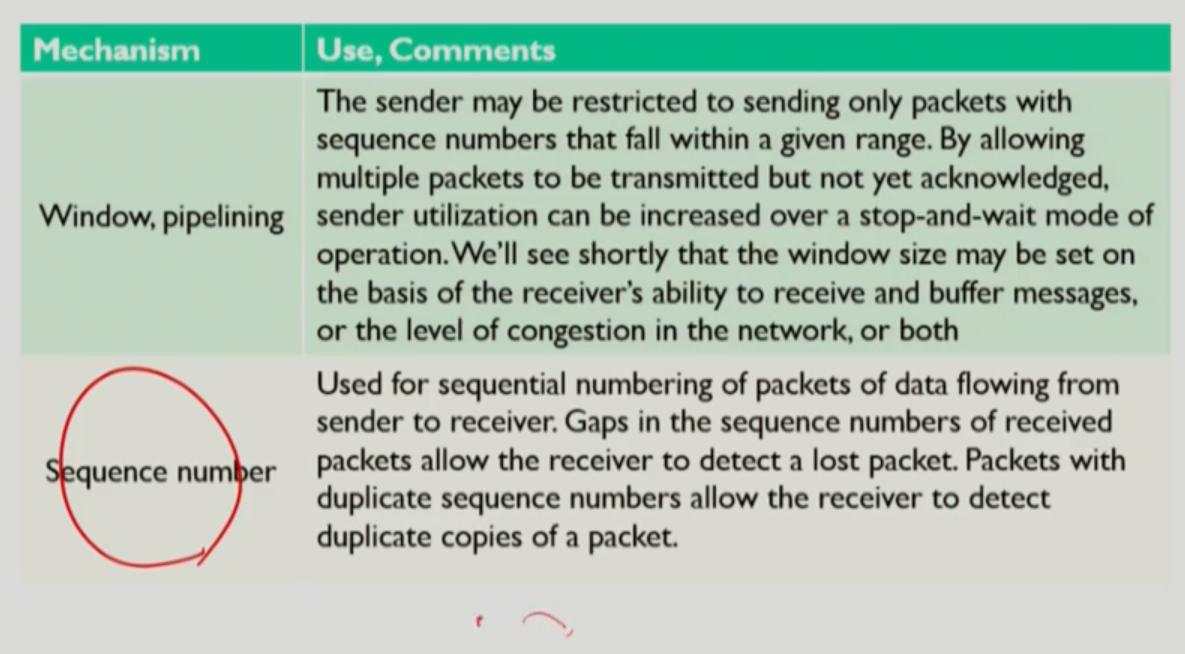 Mechanism
Use, Comments
Window, pipelining
The sender may be restricted to sending only packets with
sequence numbers that fall within a given range. By allowing
multiple packets to be transmitted but not yet acknowledged,
sender utilization can be increased over a stop-and-wait mode of
operation. We'll see shortly that the window size may be set on
the basis of the receiver's ability to receive and buffer messages,
or the level of congestion in the network, or both
Sequence number
Used for sequential numbering of packets of data flowing from
sender to receiver. Gaps in the sequence numbers of received
packets allow the receiver to detect a lost packet. Packets with
duplicate sequence numbers allow the receiver to detect
duplicate copies of a packet.